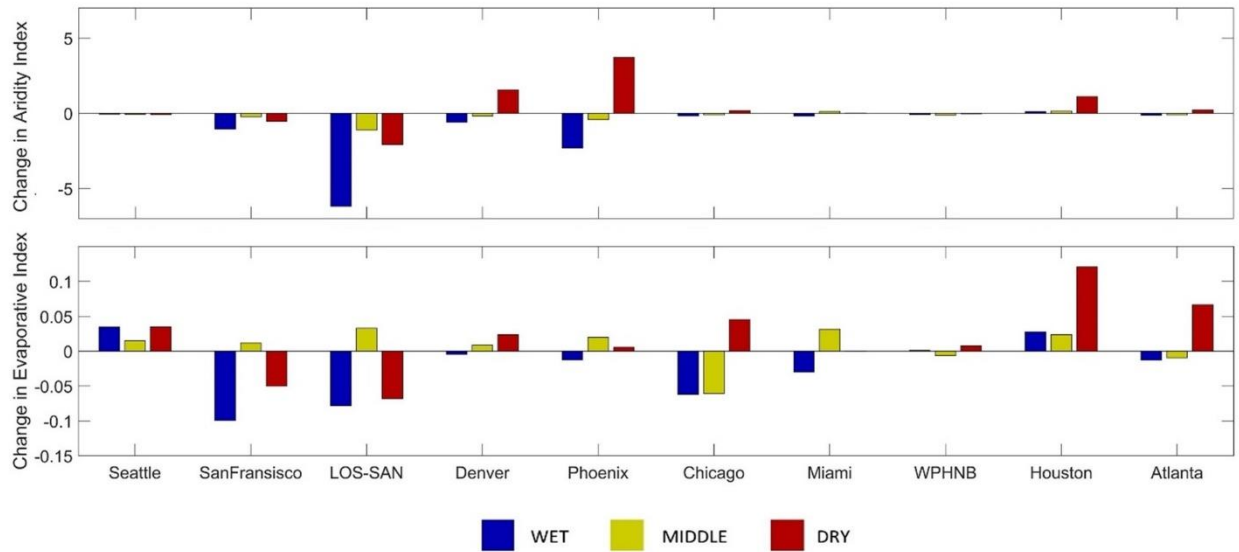 Change in Aridity Index
5
0
-5
Change in Evaporative Index
0.1
0.05
0
-0.05
-0.1
-0.15
Seattle SanFransisco LOS-SAN Denver Phoenix Chicago Miami WPHNB Houston Atlanta
WET MIDDLE DRY